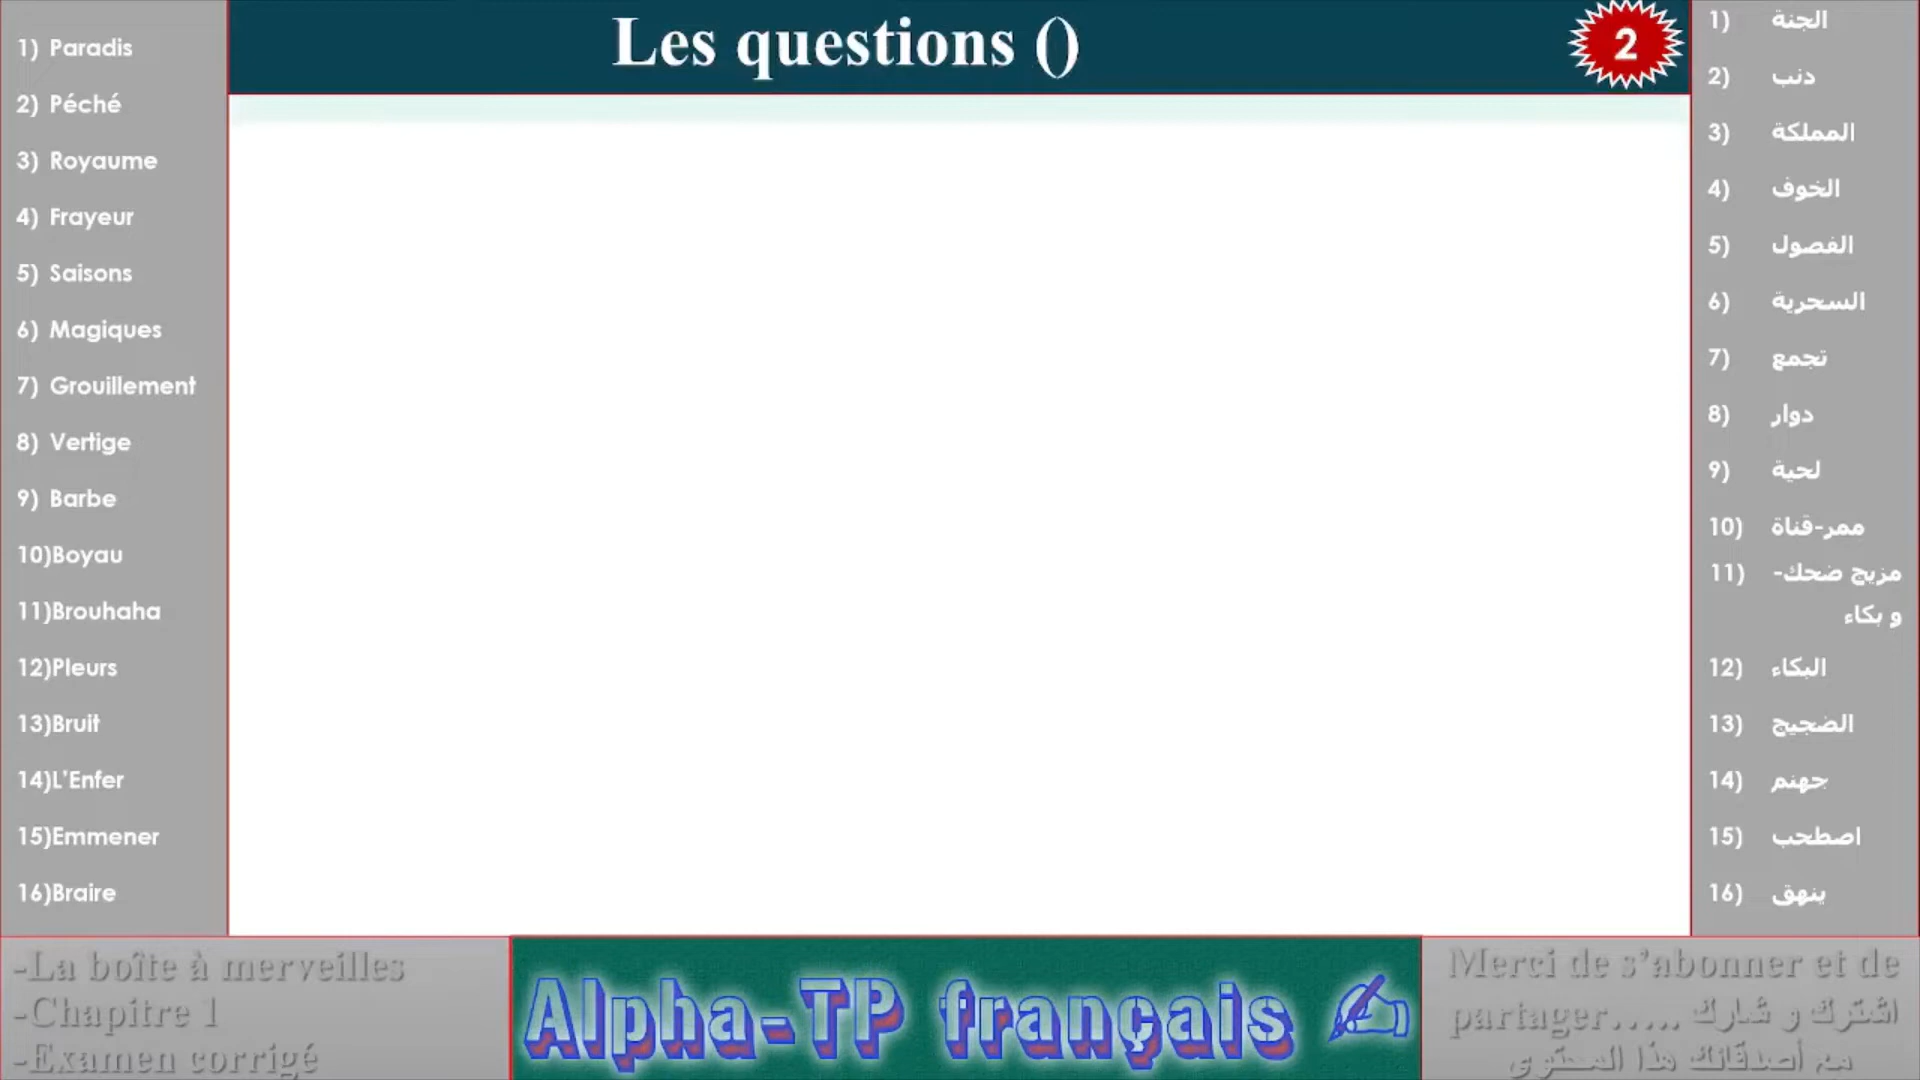 Les questions ()
2
1) Paradis
2) Péché
3) Royaume
4) Frayeur
5) Saisons
6) Magiques
7) Grouillement
8) Vertige
9) Barbe
10)Boyau
11)Brouhaha
12)Pleurs
13)Bruit
14)L'Enfer
15)Emmener
16)Braire
1) الجنة
2) دنب
3) المملكة
4) الخوف
5) الفصول
6) السحرية
7) تجمع
8) دوار
9) لحية
10) ممر-قناة
11) مزيج ضحك-
و بكاء
12) البكاء
13) الضجيج
14) جهنم
15) اصطحب
16) ينهق
-La boîte à merveilles
-Chapitre 1
-Examen corrigé
Alpha-TP français
Merci de s'abonner et de
partager..... اشترك و شارك
مع أصدقائك هذا المحتوى